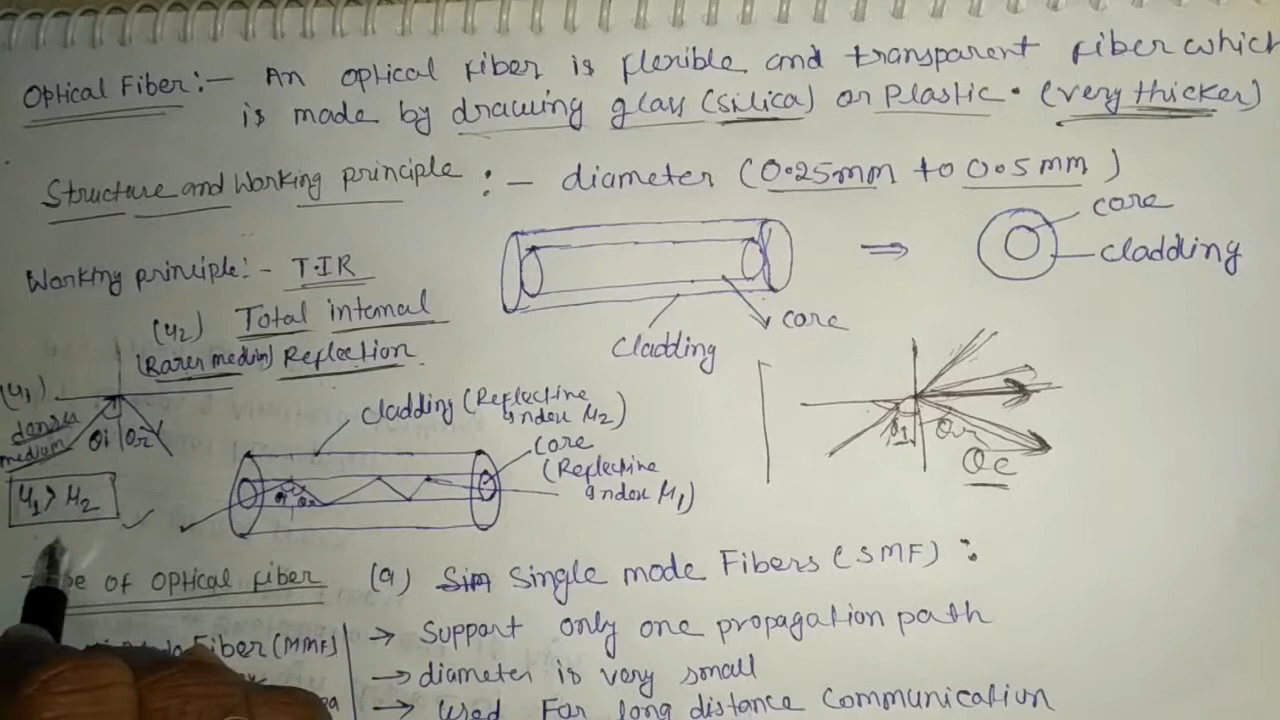 Optical Fiber :- An optical fiber is flexible and transparent fiber which
is made by drawing glass (silica) or Plastic. (very thicker)
Structure and Working principle :- diameter (0.25mm to 0.5mm)
core
cladding
core
cladding
Working principle :- T.I.R
Total internal
Reflection
(μ2)
(Rarer medium)
(μ1)
denser
medium
θi θr
μ1 > μ2
cladding (Reflective
index μ2)
core
(Reflective
index μ1)
θi θr
θi θr
θc
of optical fiber (a) Sim Single mode Fibers (SMF) :
Fiber (MMF) → Support only one propagation path
→ diameter is very small
→ Used For long distance communication